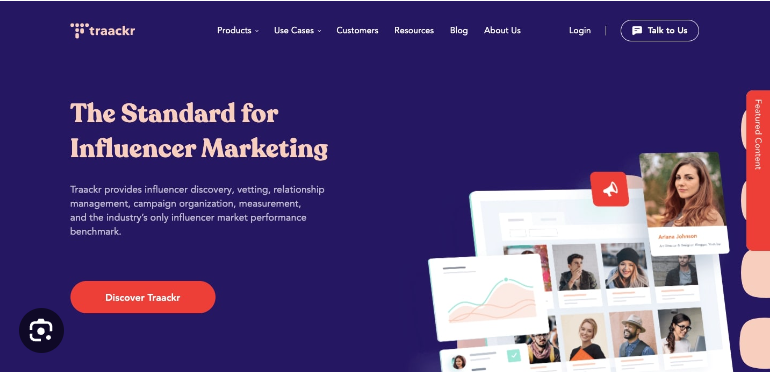 traackr
Products
Use Cases
Customers
Resources
Blog
About Us
Login
Talk to Us
The Standard for
Influencer Marketing
Traackr provides influencer discovery, vetting, relationship
management, campaign organization, measurement,
and the industry's only influencer market performance
benchmark.
Discover Traackr
Featured Content
Ariana Johnson